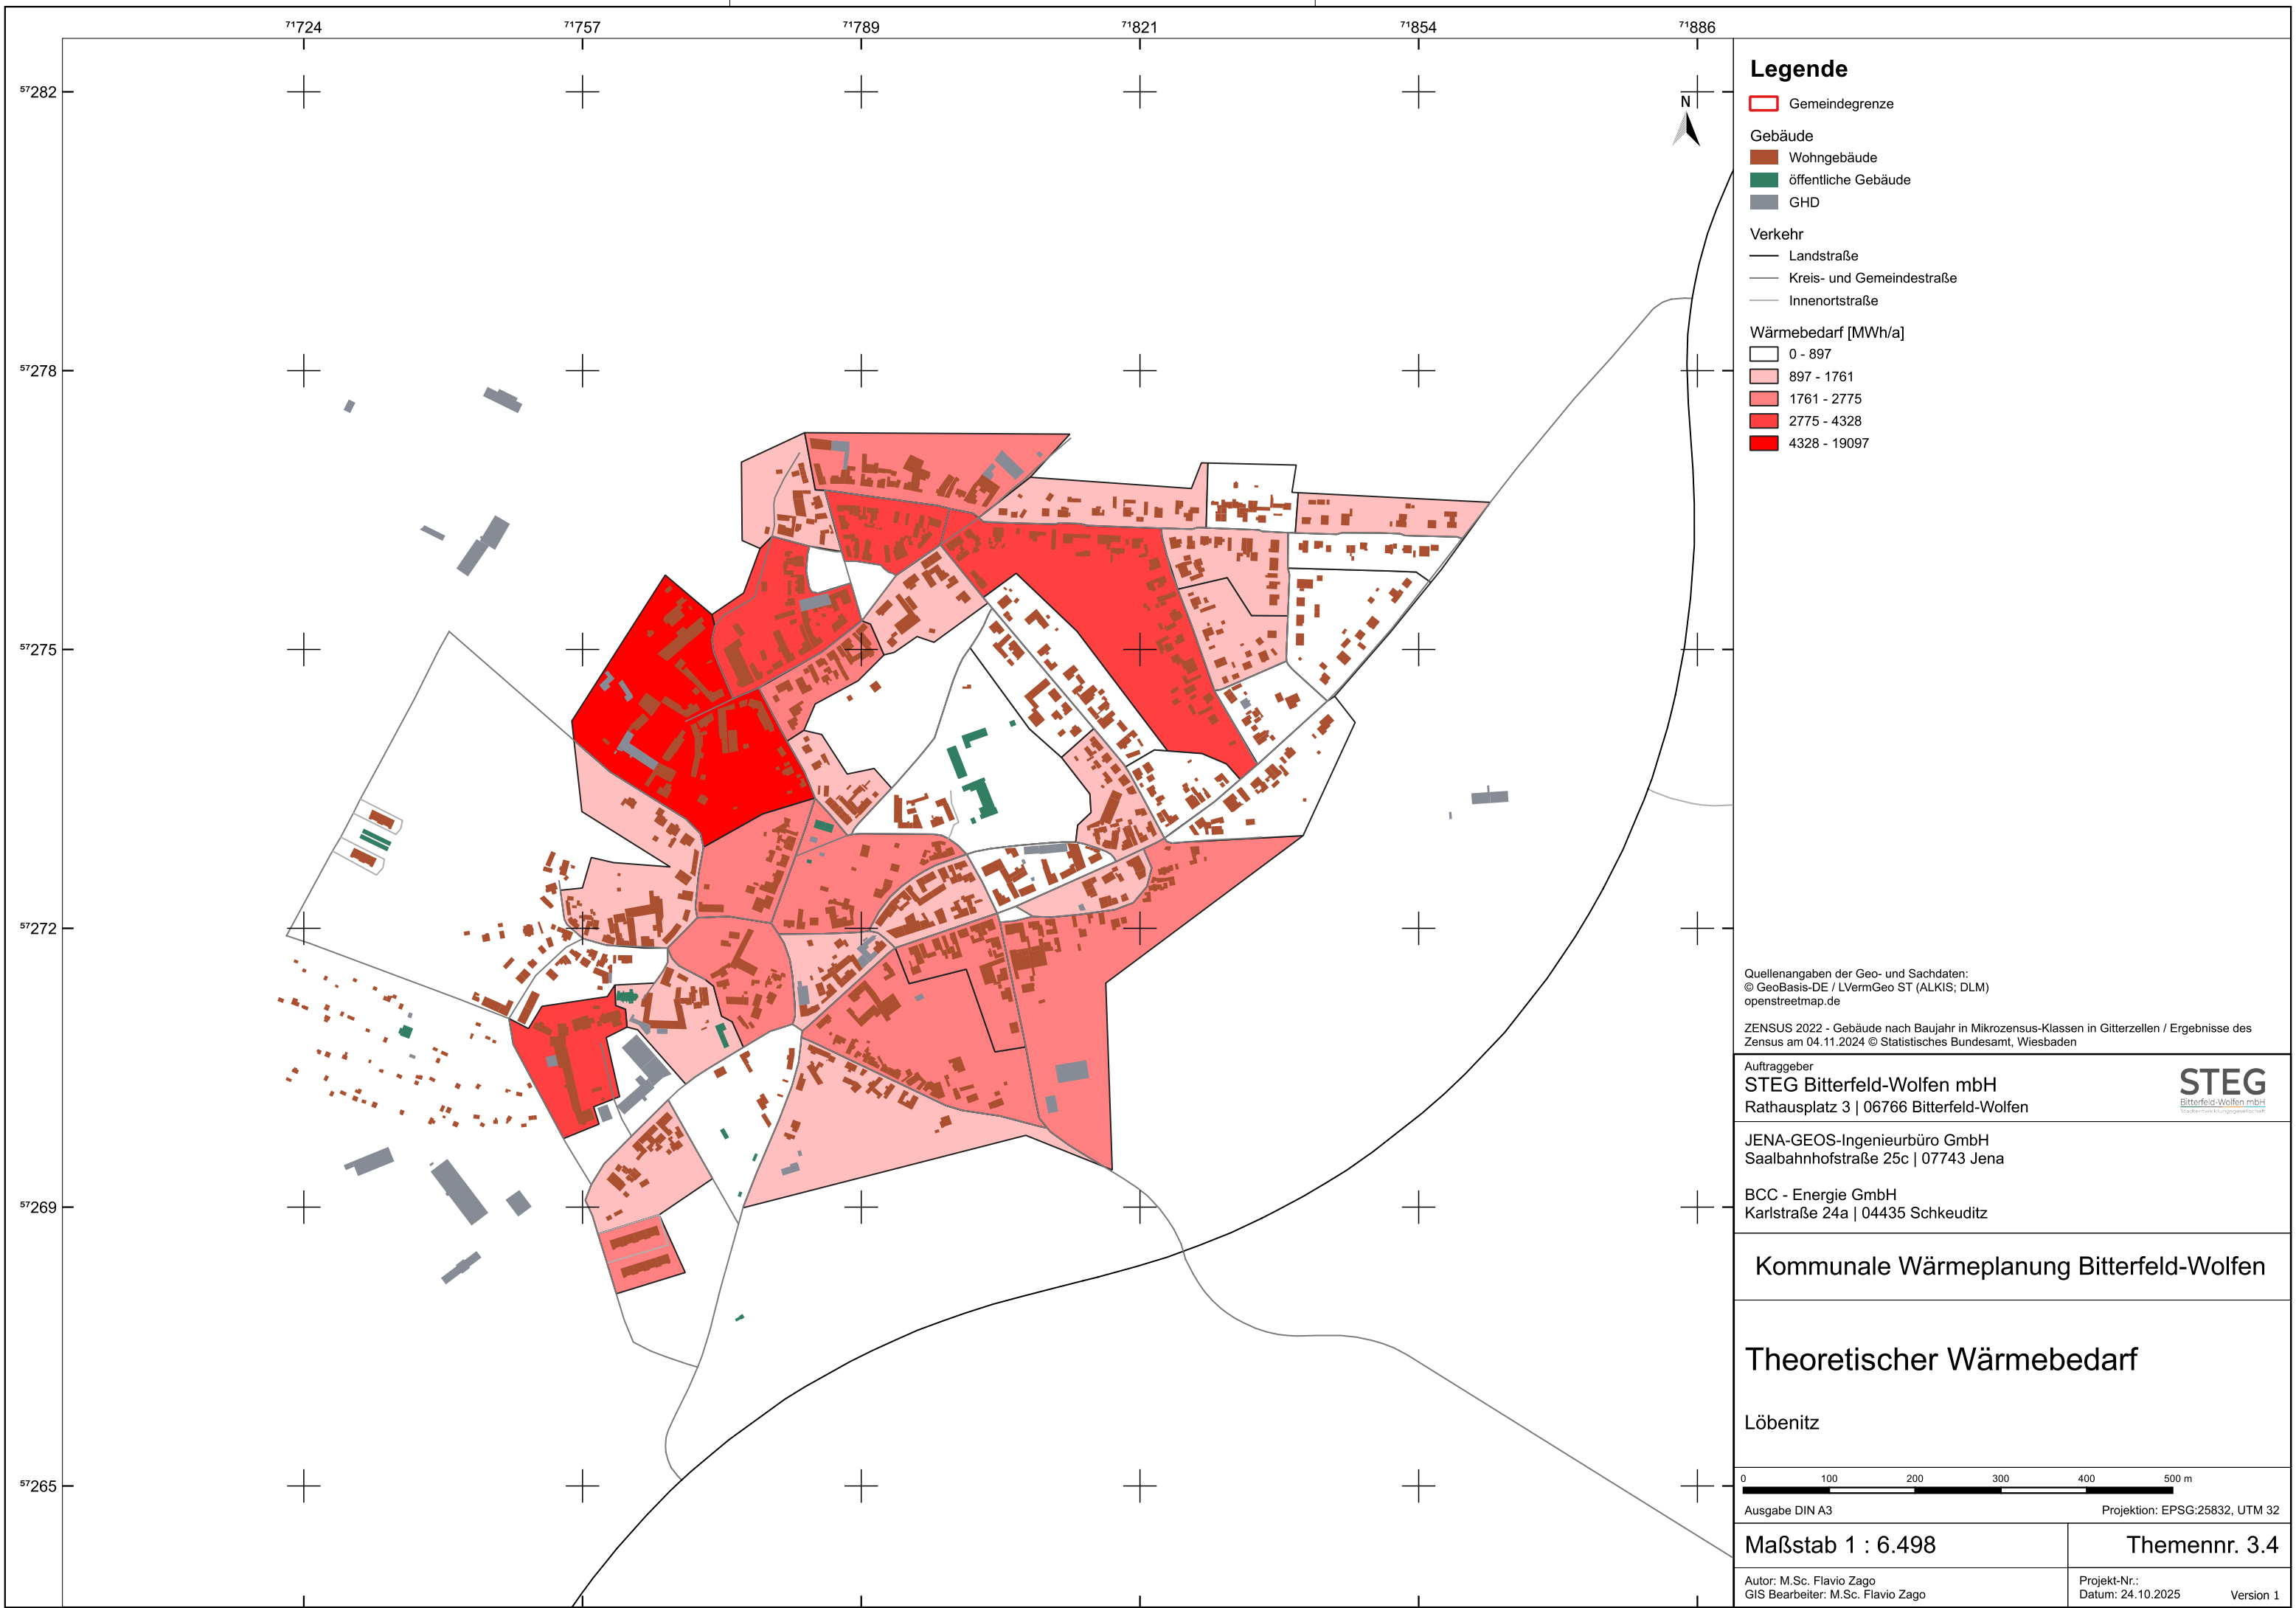 ⁷¹724 ⁷¹757 ⁷¹789 ⁷¹821 ⁷¹854 ⁷¹886
⁵⁷282
⁵⁷278
⁵⁷275
⁵⁷272
⁵⁷269
⁵⁷265
N
Legende
Gemeindegrenze
Gebäude
Wohngebäude
öffentliche Gebäude
GHD
Verkehr
Landstraße
Kreis- und Gemeindestraße
Innenortstraße
Wärmebedarf [MWh/a]
0 - 897
897 - 1761
1761 - 2775
2775 - 4328
4328 - 19097
Quellenangaben der Geo- und Sachdaten:
© GeoBasis-DE / LVermGeo ST (ALKIS; DLM)
openstreetmap.de
ZENSUS 2022 - Gebäude nach Baujahr in Mikrozensus-Klassen in Gitterzellen / Ergebnisse des
Zensus am 04.11.2024 © Statistisches Bundesamt, Wiesbaden
Auftraggeber
STEG Bitterfeld-Wolfen mbH
Rathausplatz 3 | 06766 Bitterfeld-Wolfen
STEG
Bitterfeld-Wolfen mbH
Stadtentwicklungsgesellschaft
JENA-GEOS-Ingenieurbüro GmbH
Saalbahnhofstraße 25c | 07743 Jena
BCC - Energie GmbH
Karlstraße 24a | 04435 Schkeuditz
Kommunale Wärmeplanung Bitterfeld-Wolfen
Theoretischer Wärmebedarf
Löbenitz
0 100 200 300 400 500 m
Ausgabe DIN A3 Projektion: EPSG:25832, UTM 32
Maßstab 1 : 6.498 Themennr. 3.4
Autor: M.Sc. Flavio Zago Projekt-Nr.:
GIS Bearbeiter: M.Sc. Flavio Zago Datum: 24.10.2025 Version 1